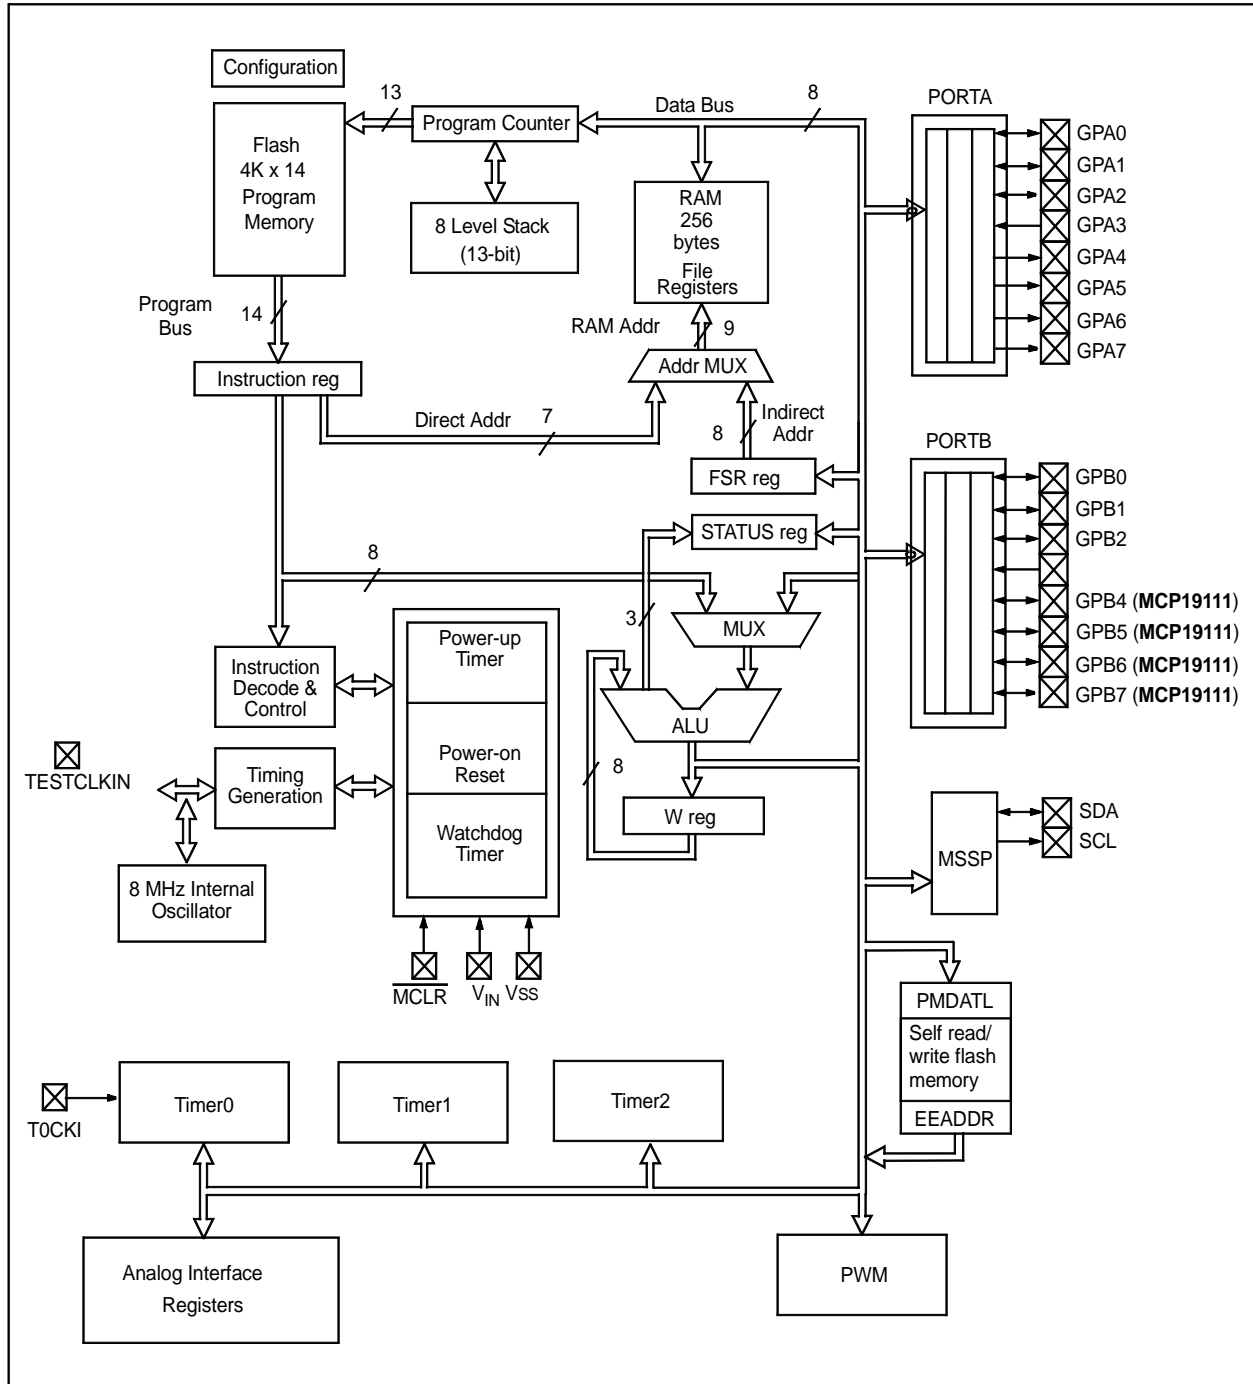 Configuration
13
8
Data Bus
PORTA
Program Counter
Flash
4K x 14
Program
Memory
8 Level Stack
(13-bit)
RAM
256
bytes
File
Registers
GPA0
GPA1
GPA2
GPA3
GPA4
GPA5
GPA6
GPA7
Program
Bus
14
RAM Addr
9
Addr MUX
Instruction reg
Direct Addr
7
8
Indirect
Addr
FSR reg
STATUS reg
PORTB
GPB0
GPB1
GPB2
GPB4 (MCP19111)
GPB5 (MCP19111)
GPB6 (MCP19111)
GPB7 (MCP19111)
8
3
MUX
Instruction
Decode &
Control
Power-up
Timer
ALU
Power-on
Reset
8
W reg
TESTCLKIN
Timing
Generation
Watchdog
Timer
8 MHz Internal
Oscillator
MSSP
SDA
SCL
MCLR
VIN
VSS
PMDATL
Self read/
write flash
memory
EEADDR
T0CKI
Timer0
Timer1
Timer2
Analog Interface
Registers
PWM